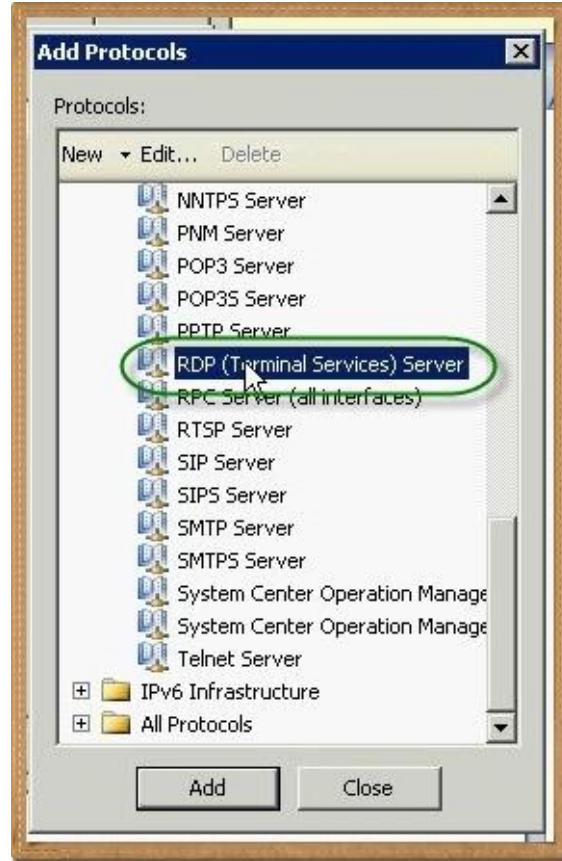 Add Protocols
Protocols:
New Edit... Delete
NNTPS Server
PNM Server
POP3 Server
POP3S Server
PPTP Server
RDP (Terminal Services) Server
RPC Server (all interfaces)
RTSP Server
SIP Server
SIPS Server
SMTP Server
SMTPS Server
System Center Operation Manage
System Center Operation Manage
Telnet Server
IPv6 Infrastructure
All Protocols
Add Close